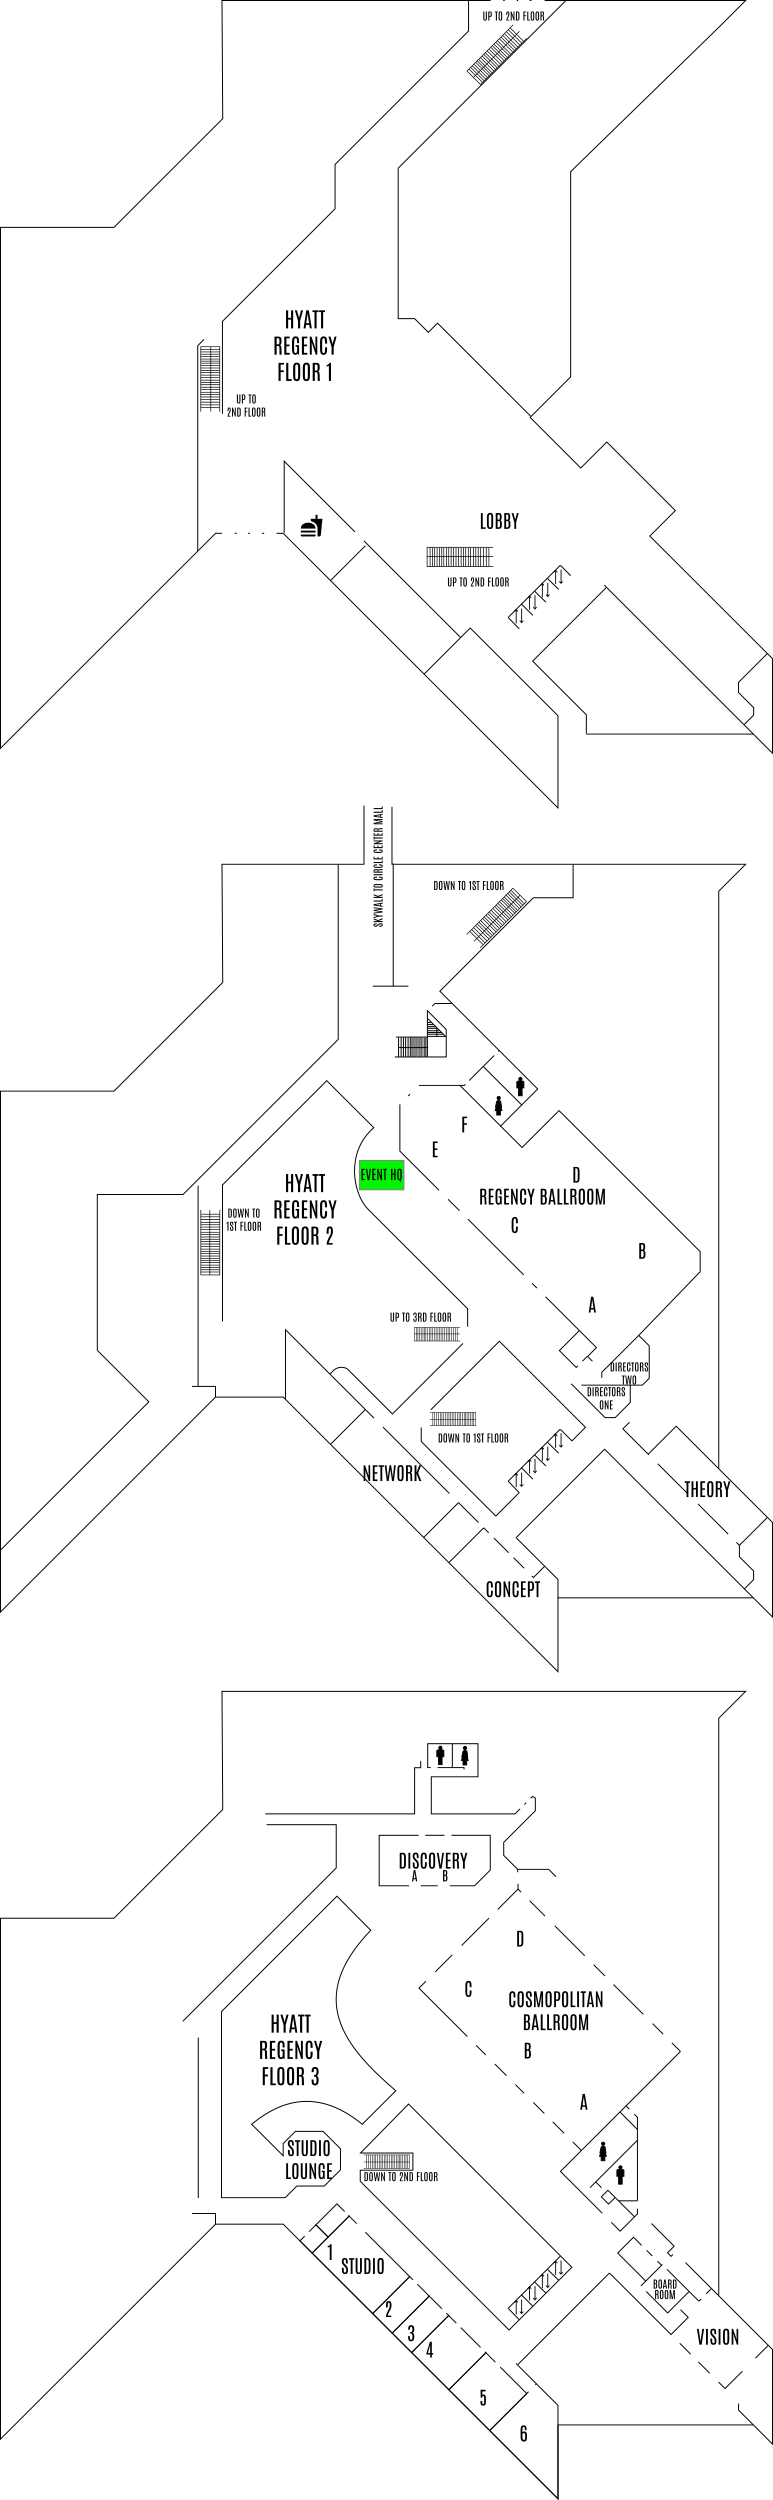 UP TO 2ND FLOOR
HYATT
REGENCY
FLOOR 1
UP TO
2ND FLOOR
LOBBY
UP TO 2ND FLOOR
SKYWALK TO CIRCLE CENTER MALL
DOWN TO 1ST FLOOR
F
E
EVENT HQ
D
REGENCY BALLROOM
C
B
A
HYATT
REGENCY
FLOOR 2
DOWN TO
1ST FLOOR
UP TO 3RD FLOOR
DIRECTORS
TWO
DIRECTORS
ONE
DOWN TO 1ST FLOOR
NETWORK
THEORY
CONCEPT
DISCOVERY
A B
D
C
COSMOPOLITAN
BALLROOM
B
A
HYATT
REGENCY
FLOOR 3
STUDIO
LOUNGE
DOWN TO 2ND FLOOR
1
STUDIO
2
3
4
5
6
BOARD
ROOM
VISION